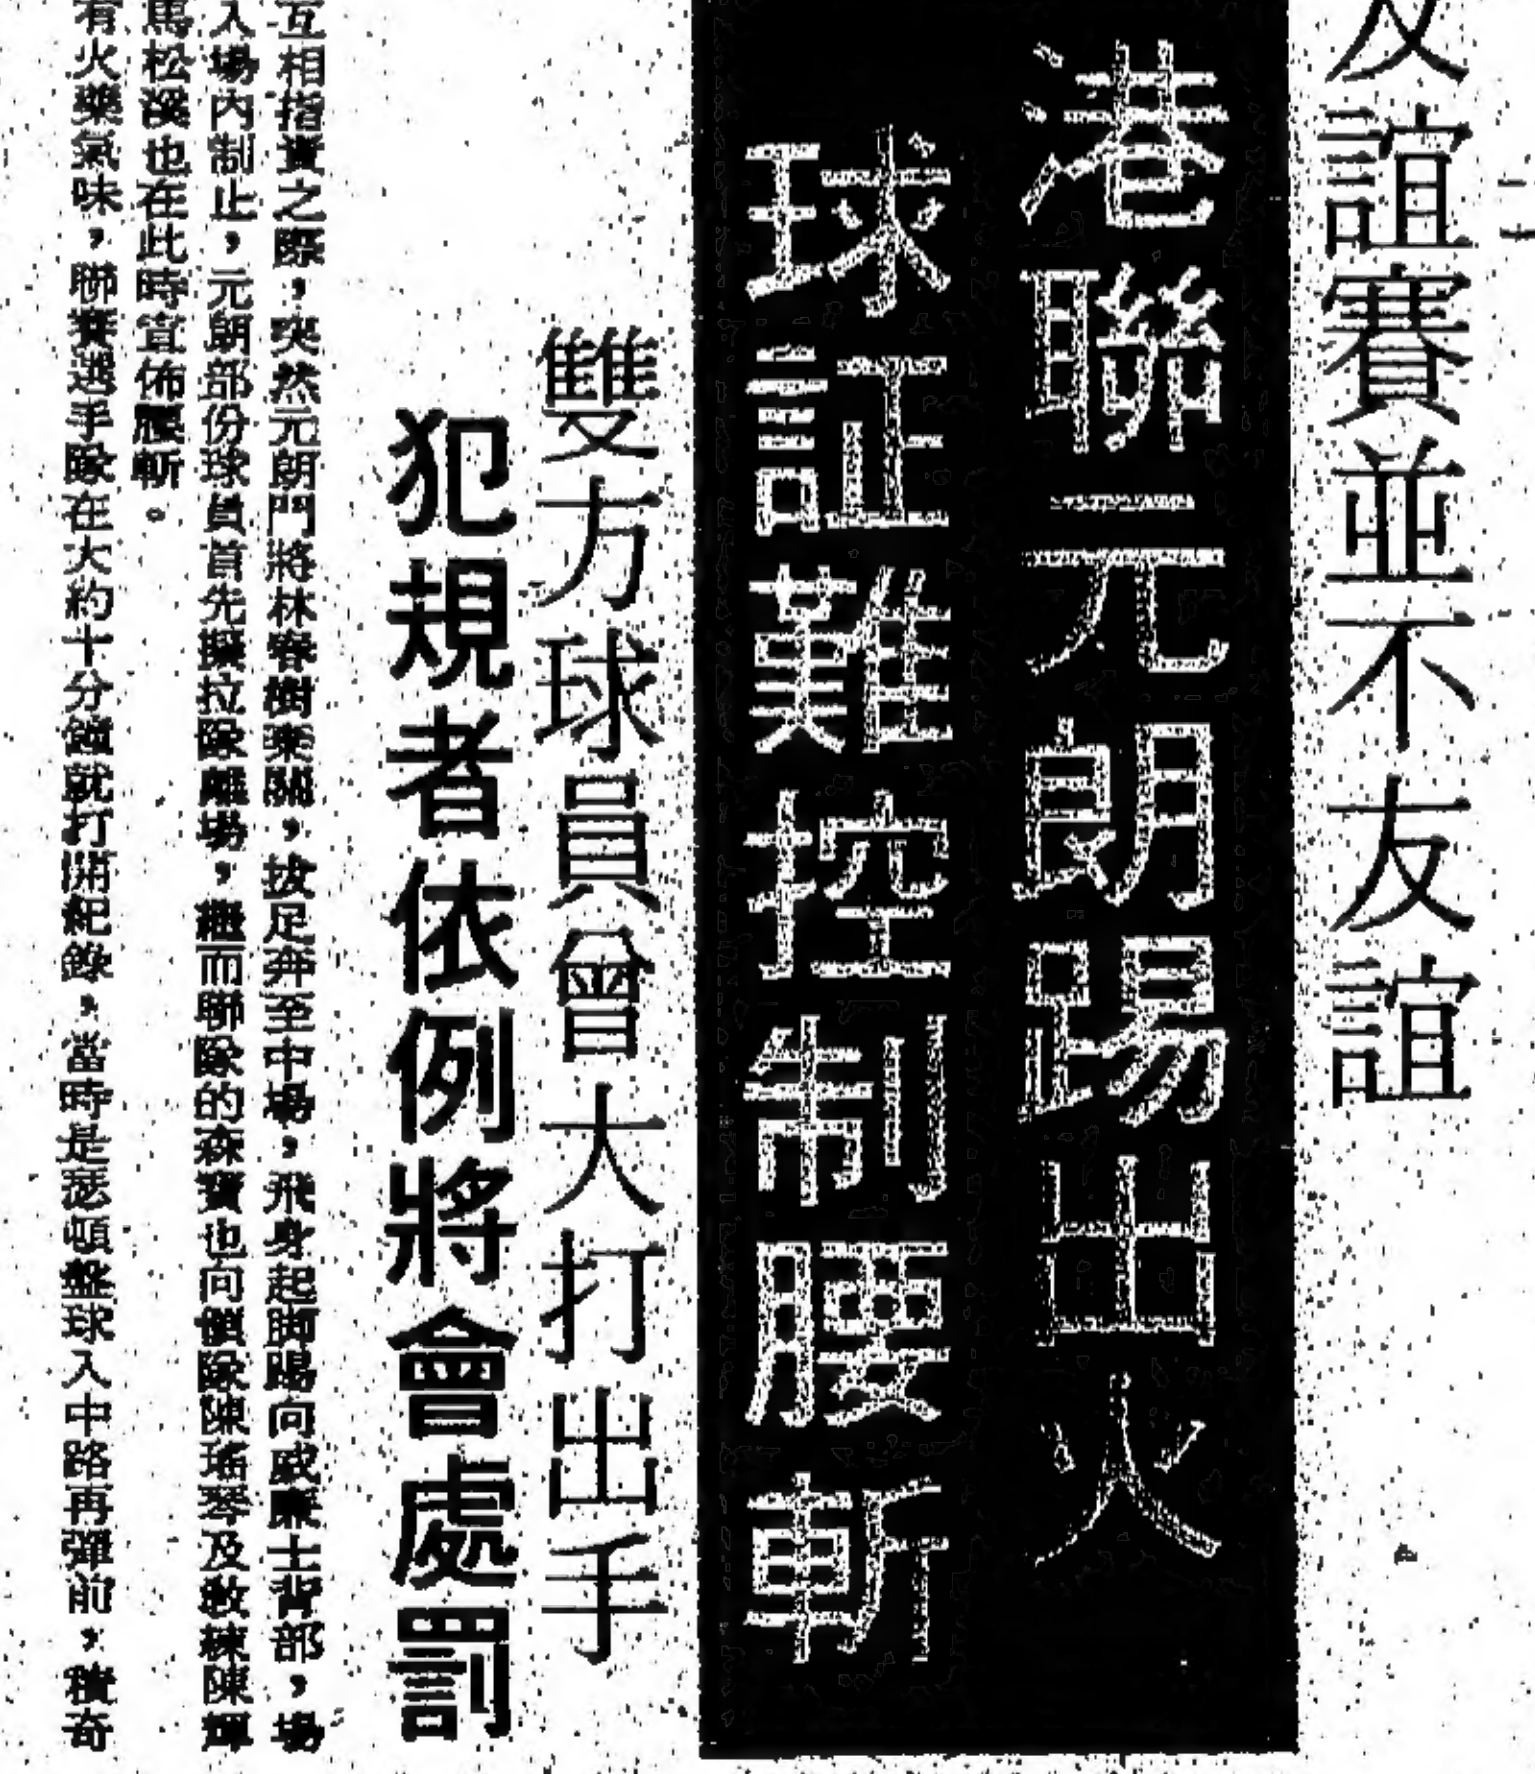 友誼賽並不友誼
港聯元朗踢出火
球証難控制腰斬
雙方球員曾大打出手
犯規者依例將會處罰
互相指責之際，突然元朗門將林春樹棄關，拔足奔至中場，飛身起脚踢向威廉士背部，場
入場內制止，元朗部份球員首先擬拉隊離場，繼而聯隊的森寶也向領隊陳瑤琴及教練陳輝
馬松也在此時宣佈腰斬。
有火藥氣味，聯賽選手隊在大約十分鐘就打開紀錄，當時是頓盤球入中路再彈前，積奇